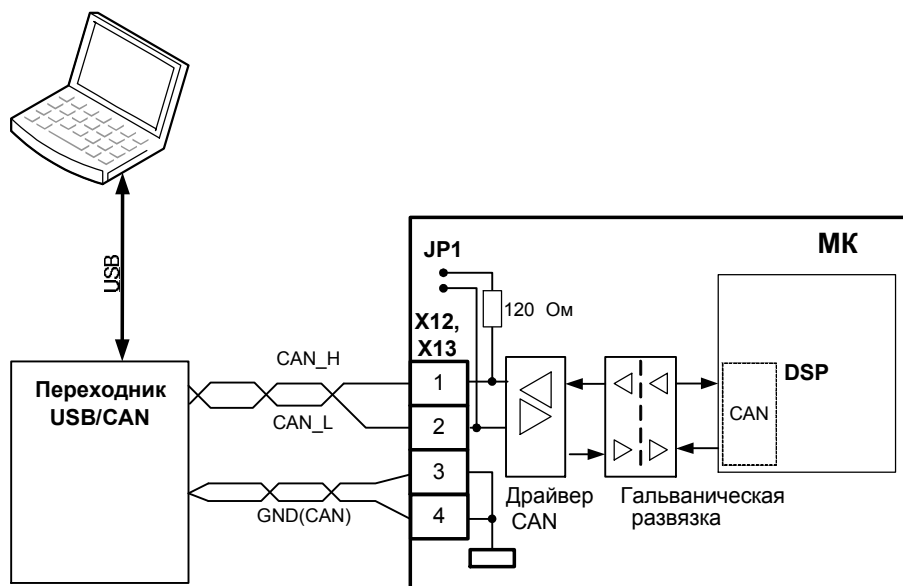 USB
МК
JP1
120 Ом
X12,
X13
CAN_H
Переходник
USB/CAN
CAN_L
1
2
3
4
DSP
CAN
GND(CAN)
Драйвер
CAN
Гальваническая
развязка